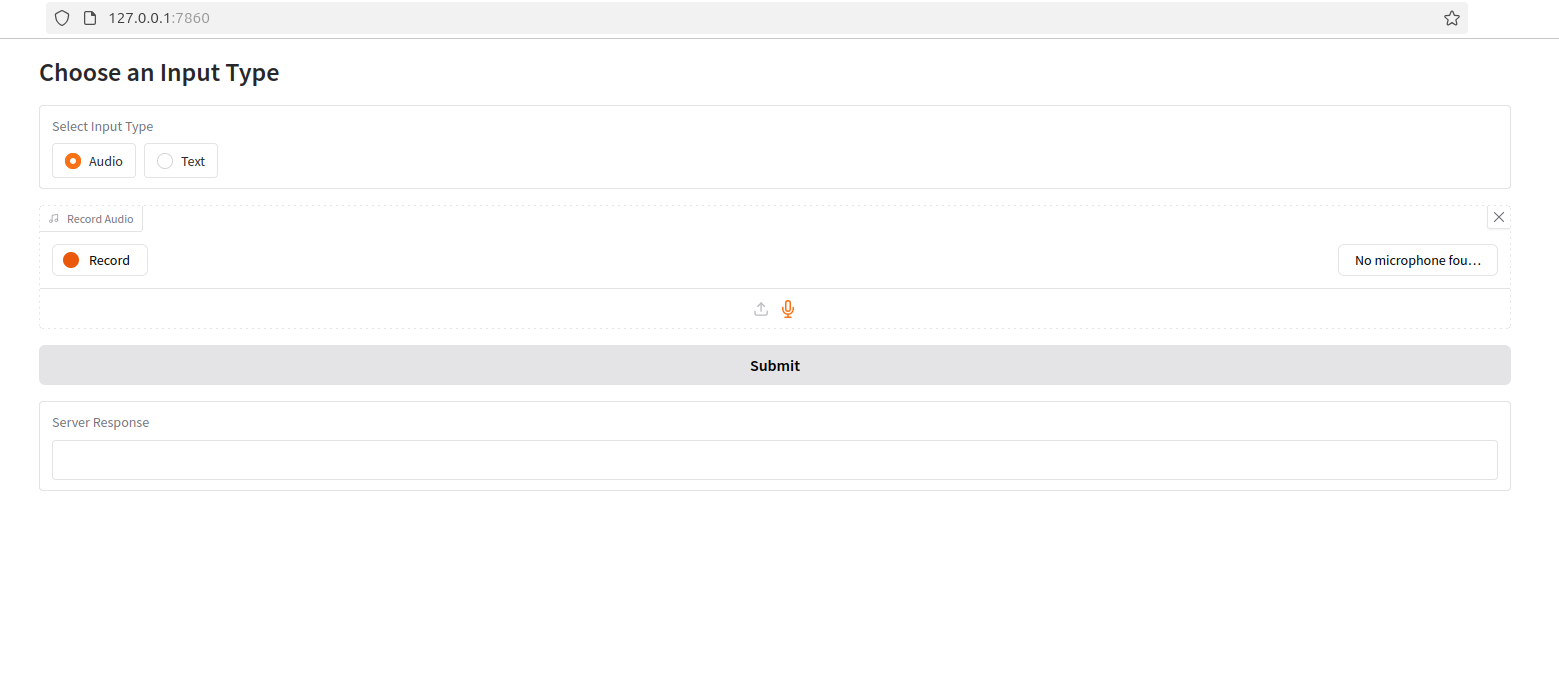 127.0.0.1:7860
Choose an Input Type
Select Input Type
Audio Text
Record Audio
Record No microphone fou…
Submit
Server Response